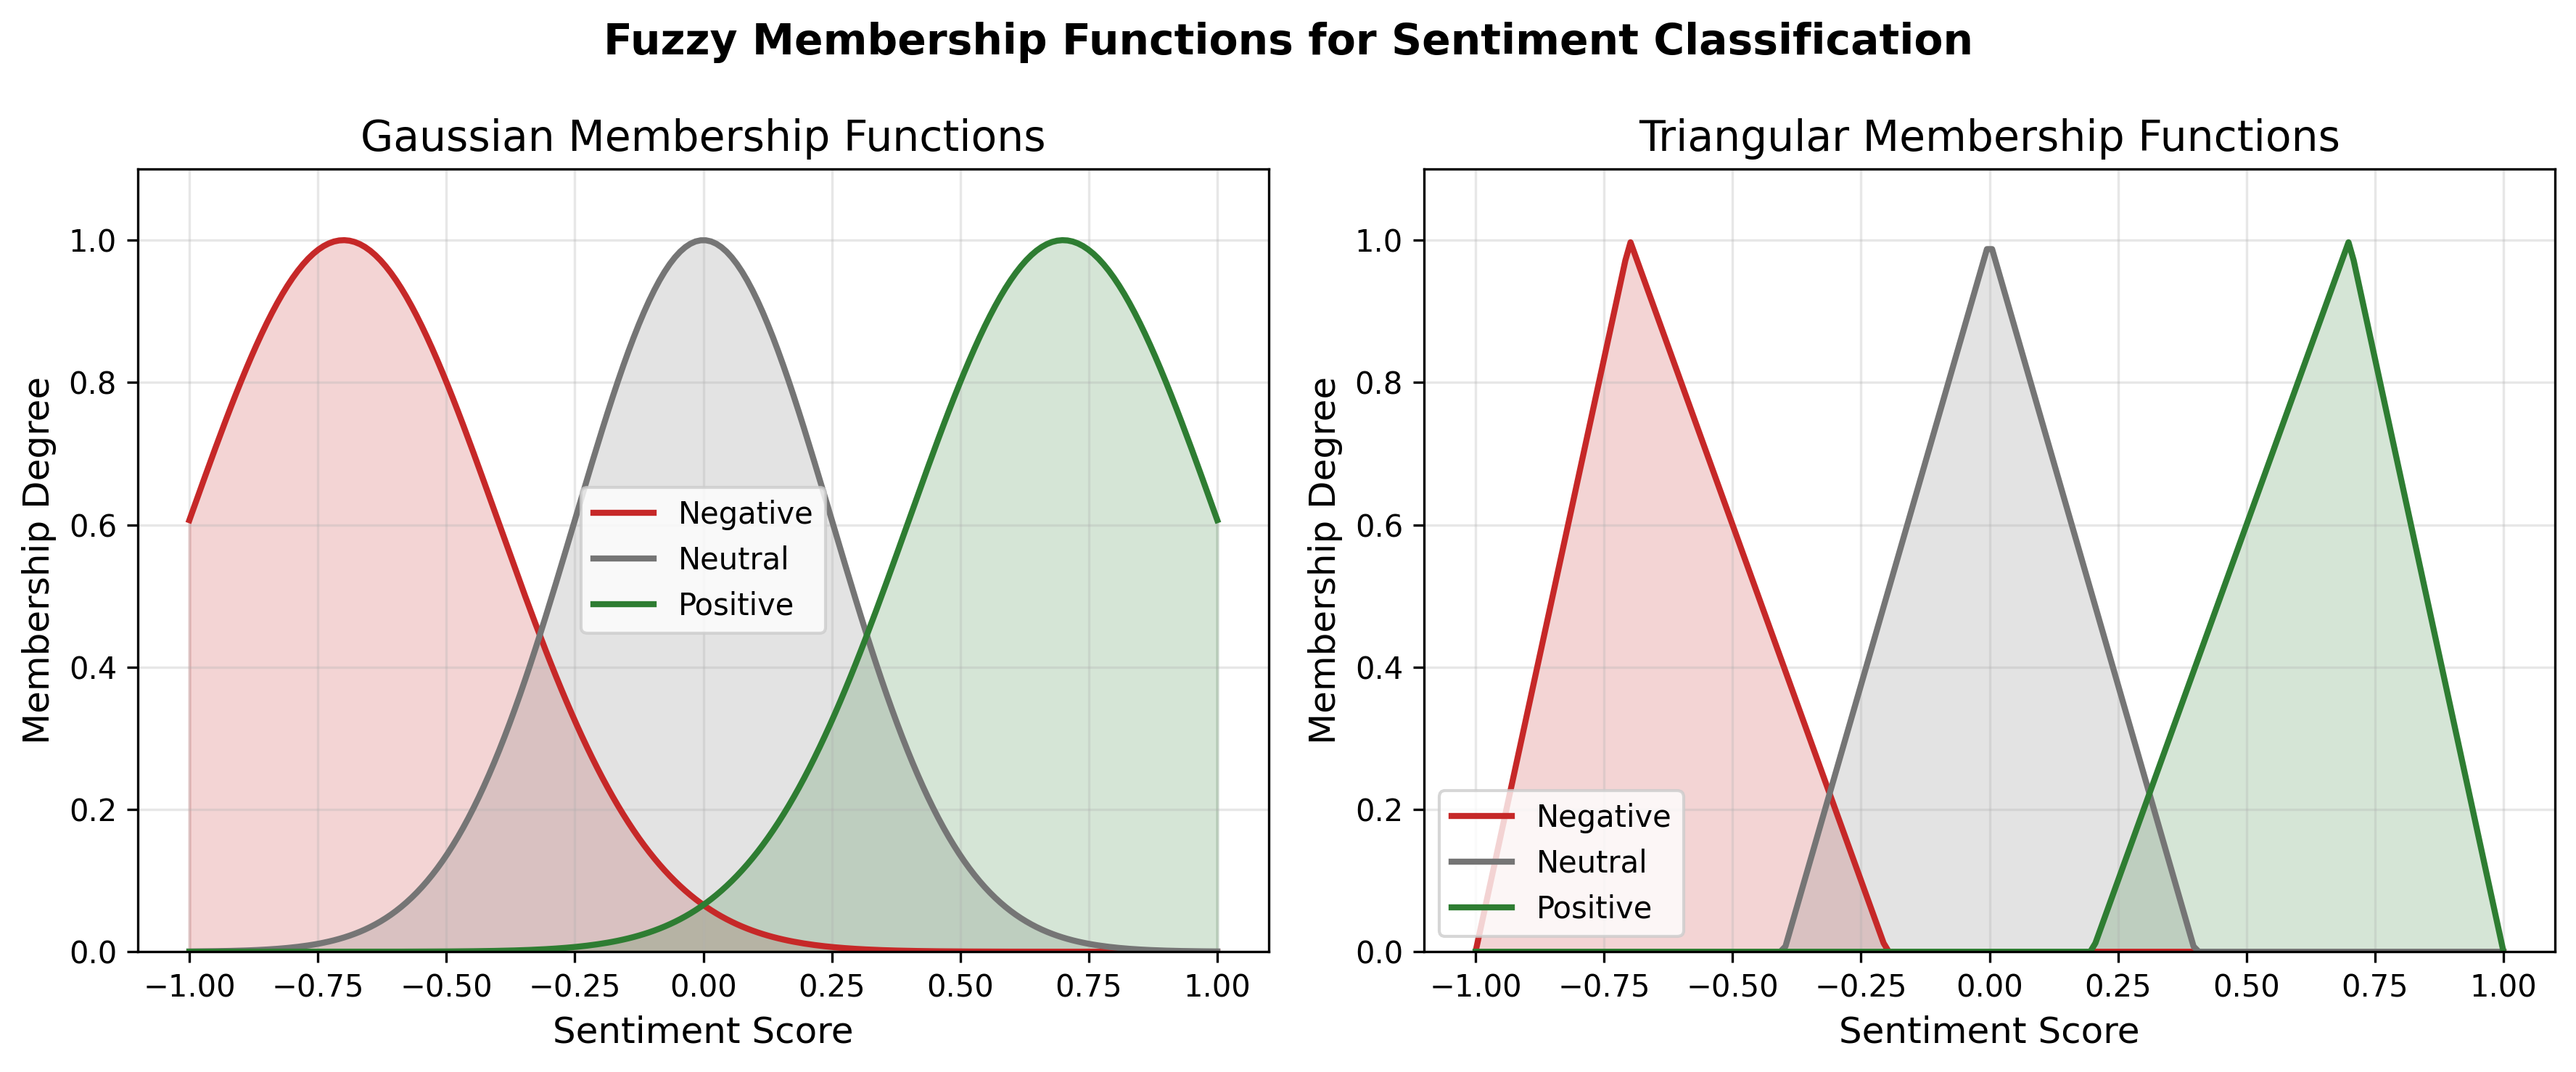 Fuzzy Membership Functions for Sentiment Classification
Gaussian Membership Functions
Membership Degree
1.0
0.8
0.6
0.4
0.2
0.0
Negative
Neutral
Positive
−1.00 −0.75 −0.50 −0.25 0.00 0.25 0.50 0.75 1.00
Sentiment Score
Triangular Membership Functions
Membership Degree
1.0
0.8
0.6
0.4
0.2
0.0
Negative
Neutral
Positive
−1.00 −0.75 −0.50 −0.25 0.00 0.25 0.50 0.75 1.00
Sentiment Score